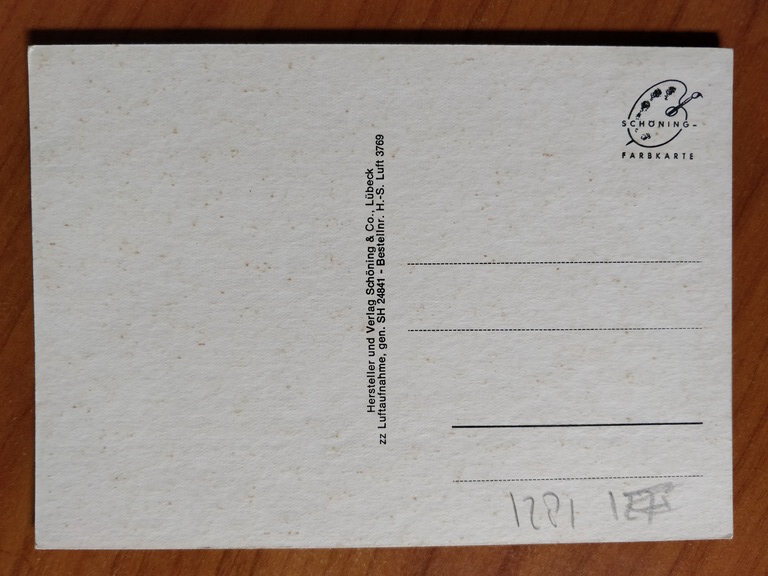 SCHÖNING-
FARBKARTE
Hersteller und Verlag Schöning & Co., Lübeck
zz Luftaufnahme, gen. SH 24841 - Bestellnr. H.-S. Luft 3769